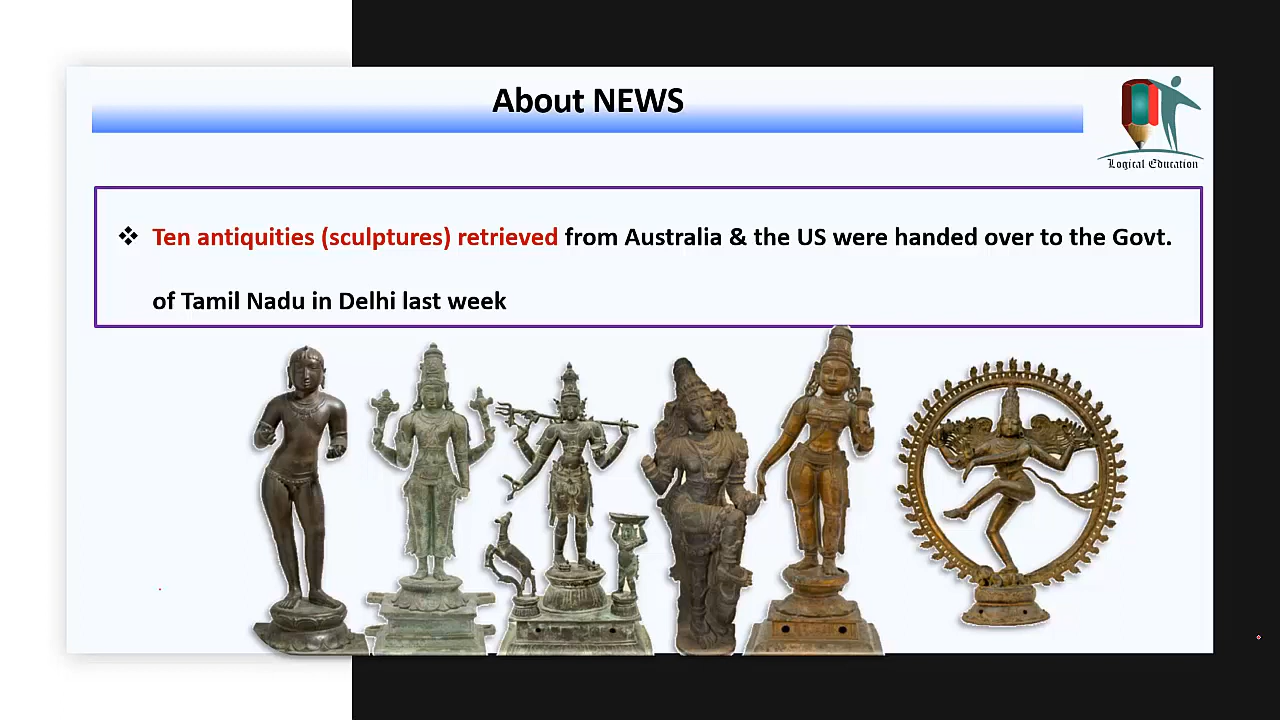 About NEWS
Logical Education
❖ Ten antiquities (sculptures) retrieved from Australia & the US were handed over to the Govt.
of Tamil Nadu in Delhi last week